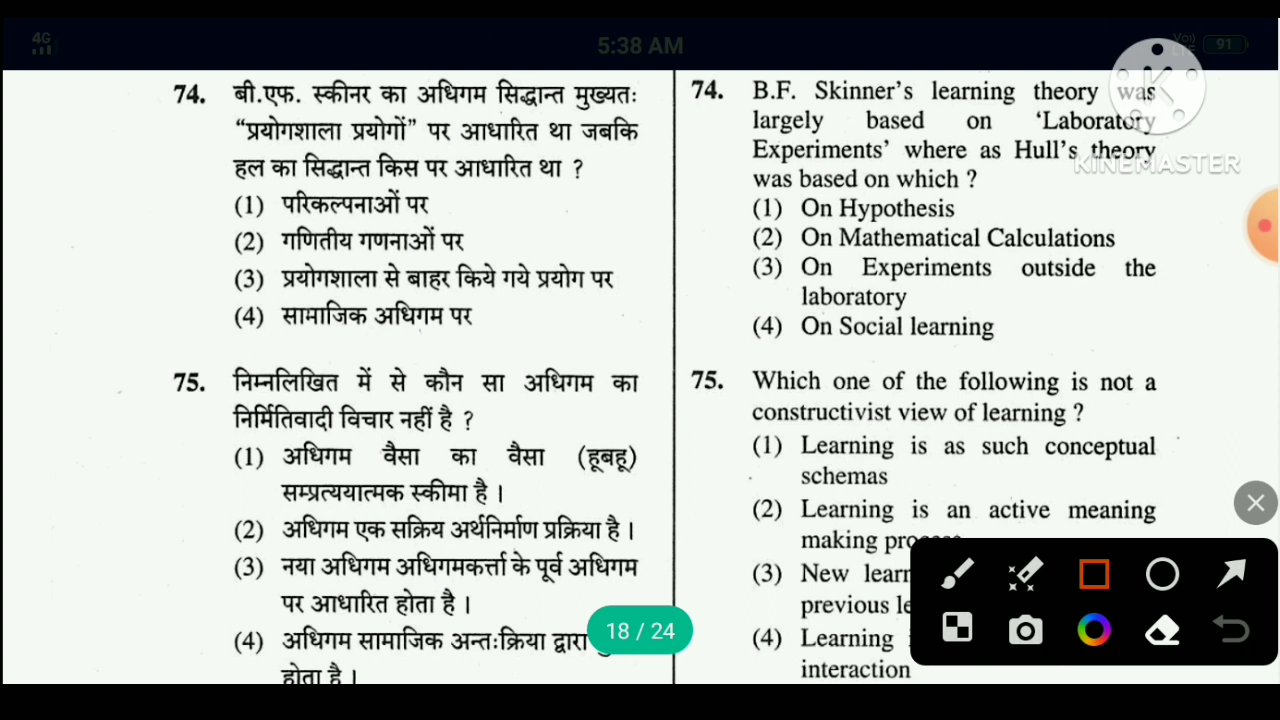 4G
5:38 AM
Vo)
LTE
91
KINEMASTER
74. बी.एफ. स्कीनर का अधिगम सिद्धान्त मुख्यतः
“प्रयोगशाला प्रयोगों” पर आधारित था जबकि
हल का सिद्धान्त किस पर आधारित था ?
(1) परिकल्पनाओं पर
(2) गणितीय गणनाओं पर
(3) प्रयोगशाला से बाहर किये गये प्रयोग पर
(4) सामाजिक अधिगम पर
75. निम्नलिखित में से कौन सा अधिगम का
निर्मितिवादी विचार नहीं है ?
(1) अधिगम वैसा का वैसा (हूबहू)
सम्प्रत्ययात्मक स्कीमा है ।
(2) अधिगम एक सक्रिय अर्थनिर्माण प्रक्रिया है ।
(3) नया अधिगम अधिगमकर्त्ता के पूर्व अधिगम
पर आधारित होता है ।
(4) अधिगम सामाजिक अन्तःक्रिया द्वारा
होता है ।
18 / 24
74. B.F. Skinner’s learning theory was
largely based on ‘Laboratory
Experiments’ where as Hull’s theory
was based on which ?
(1) On Hypothesis
(2) On Mathematical Calculations
(3) On Experiments outside the
laboratory
(4) On Social learning
75. Which one of the following is not a
constructivist view of learning ?
(1) Learning is as such conceptual
schemas
(2) Learning is an active meaning
making process
(3) New
previous
(4) Learning
interaction